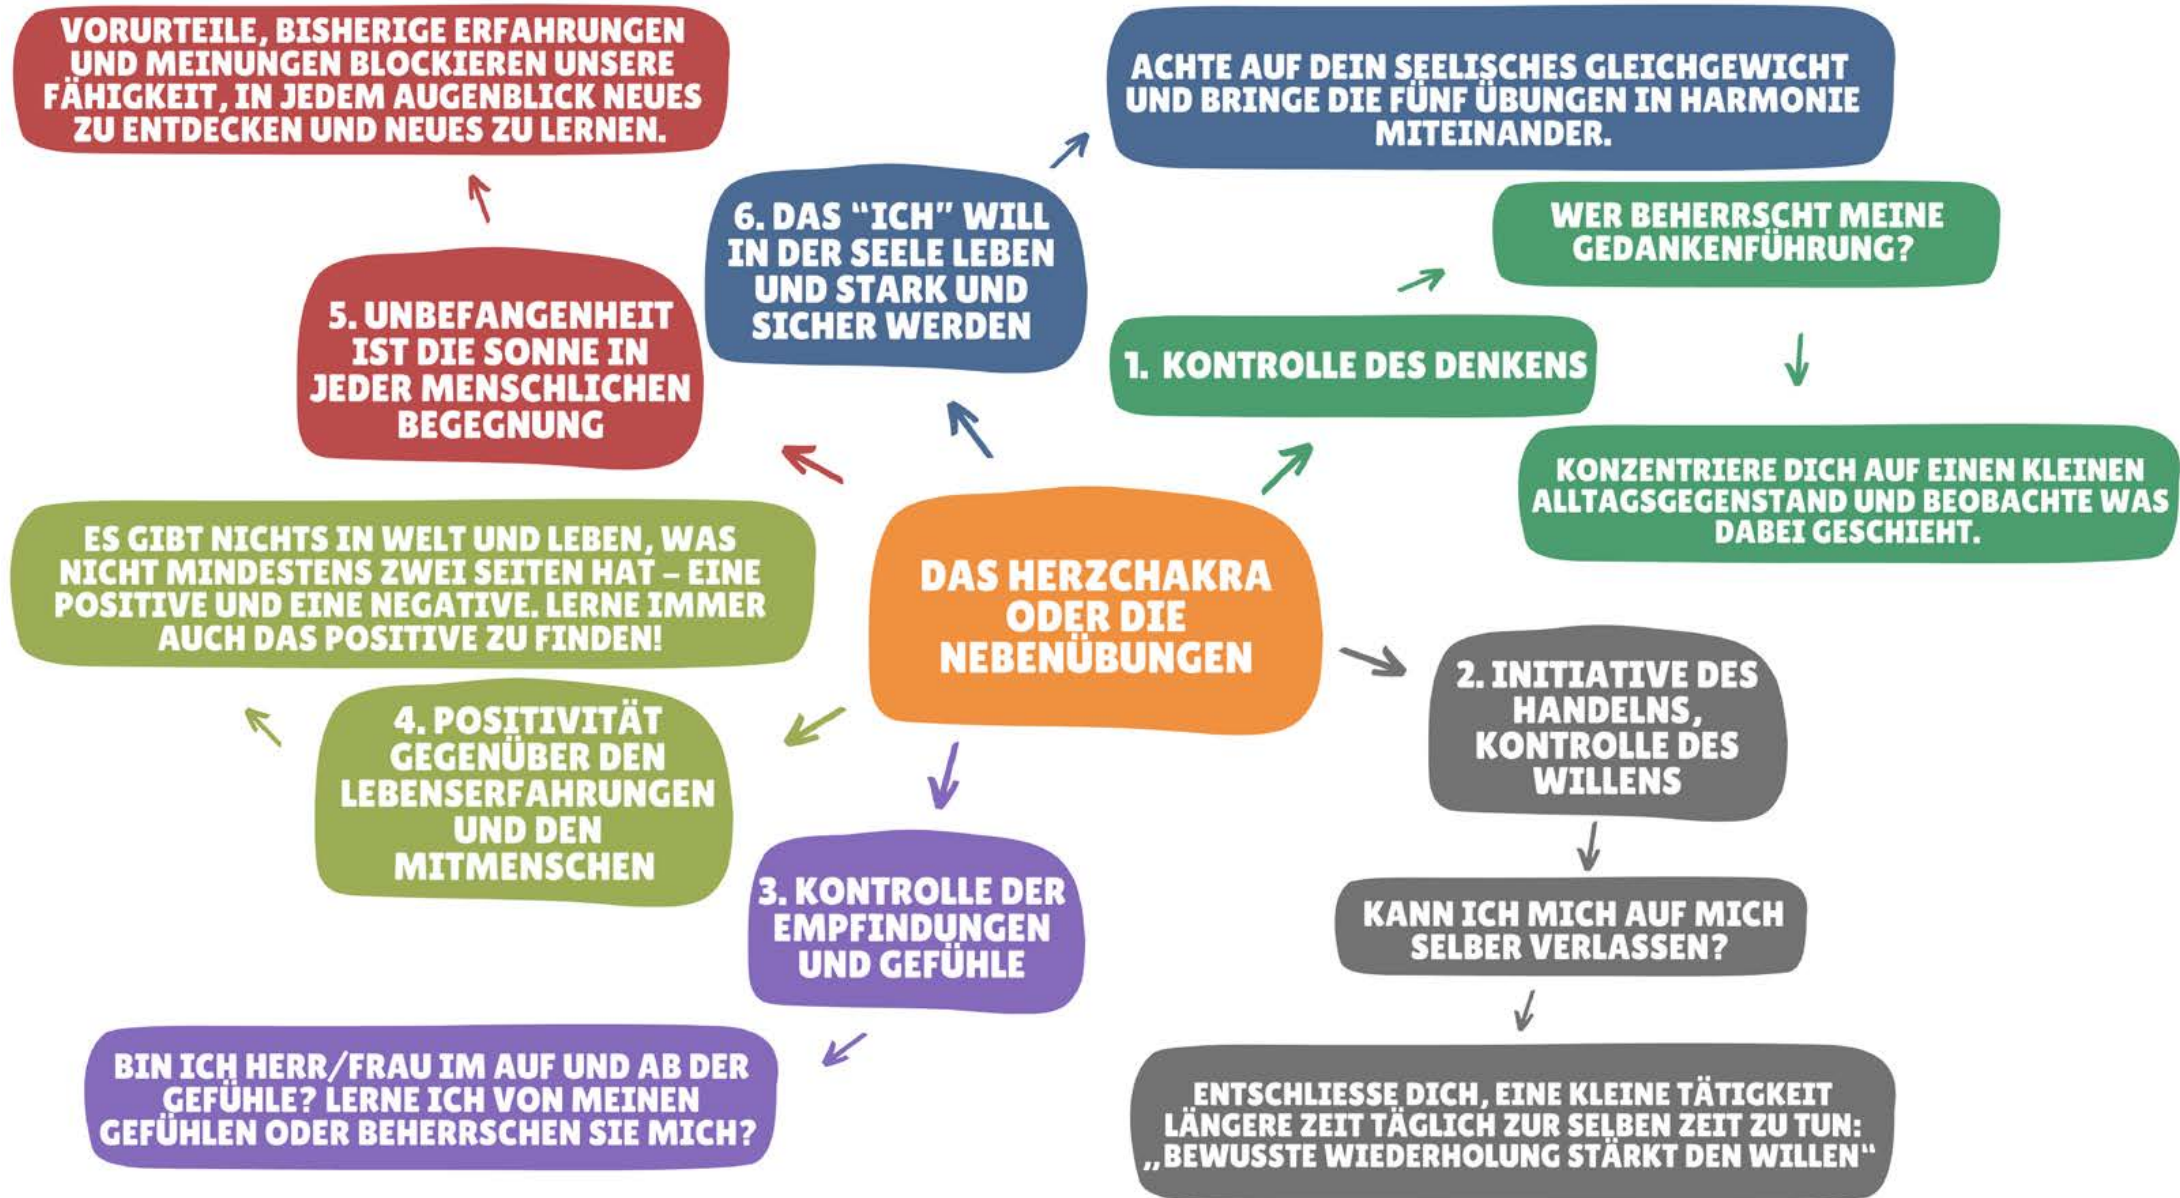 DAS HERZCHAKRA
ODER DIE
NEBENÜBUNGEN
1. KONTROLLE DES DENKENS
WER BEHERRSCHT MEINE
GEDANKENFÜHRUNG?
KONZENTRIERE DICH AUF EINEN KLEINEN
ALLTAGSGEGENSTAND UND BEOBACHTE WAS
DABEI GESCHIEHT.
2. INITIATIVE DES
HANDELNS,
KONTROLLE DES
WILLENS
KANN ICH MICH AUF MICH
SELBER VERLASSEN?
ENTSCHLIESSE DICH, EINE KLEINE TÄTIGKEIT
LÄNGERE ZEIT TÄGLICH ZUR SELBEN ZEIT ZU TUN:
„BEWUSSTE WIEDERHOLUNG STÄRKT DEN WILLEN“
3. KONTROLLE DER
EMPFINDUNGEN
UND GEFÜHLE
BIN ICH HERR/FRAU IM AUF UND AB DER
GEFÜHLE? LERNE ICH VON MEINEN
GEFÜHLEN ODER BEHERRSCHEN SIE MICH?
4. POSITIVITÄT
GEGENÜBER DEN
LEBENSERFAHRUNGEN
UND DEN
MITMENSCHEN
ES GIBT NICHTS IN WELT UND LEBEN, WAS
NICHT MINDESTENS ZWEI SEITEN HAT – EINE
POSITIVE UND EINE NEGATIVE. LERNE IMMER
AUCH DAS POSITIVE ZU FINDEN!
5. UNBEFANGENHEIT
IST DIE SONNE IN
JEDER MENSCHLICHEN
BEGEGNUNG
VORURTEILE, BISHERIGE ERFAHRUNGEN
UND MEINUNGEN BLOCKIEREN UNSERE
FÄHIGKEIT, IN JEDEM AUGENBLICK NEUES
ZU ENTDECKEN UND NEUES ZU LERNEN.
6. DAS “ICH” WILL
IN DER SEELE LEBEN
UND STARK UND
SICHER WERDEN
ACHTE AUF DEIN SEELISCHES GLEICHGEWICHT
UND BRINGE DIE FÜNF ÜBUNGEN IN HARMONIE
MITEINANDER.